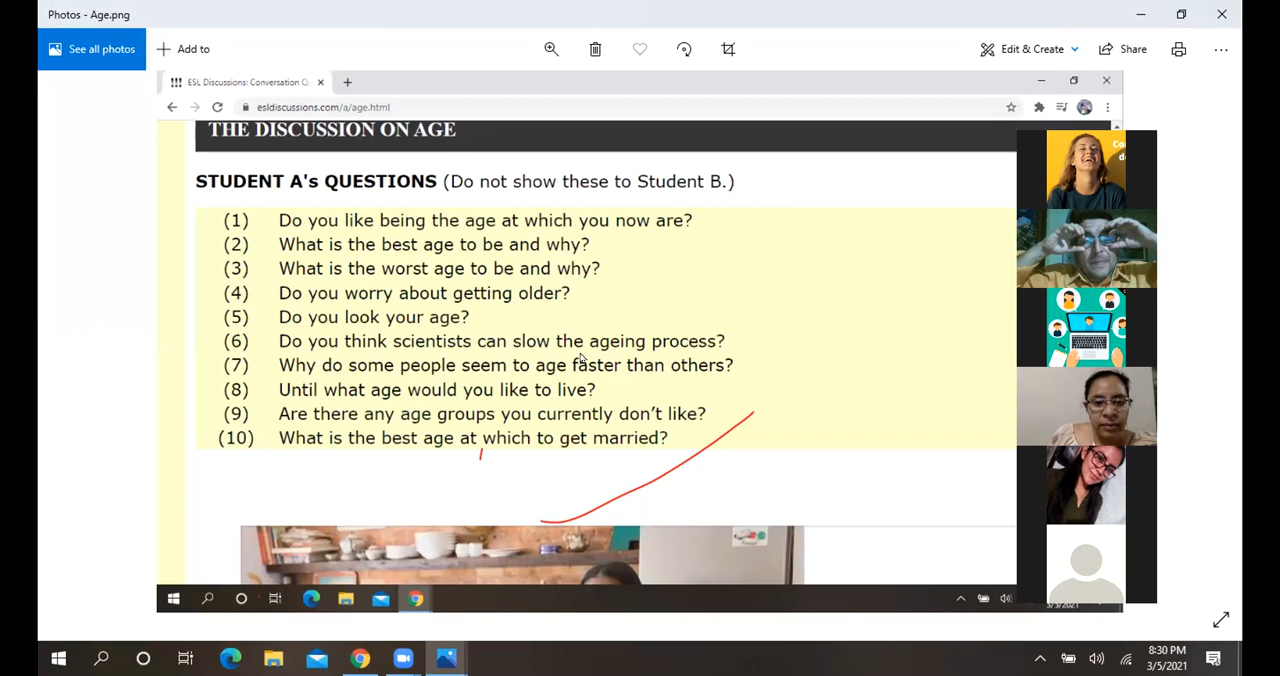 Photos - Age.png
See all photos
Add to
Edit & Create
Share
ESL Discussions: Conversation Q
esldiscussions.com/a/age.html
THE DISCUSSION ON AGE
STUDENT A's QUESTIONS (Do not show these to Student B.)
(1) Do you like being the age at which you now are?
(2) What is the best age to be and why?
(3) What is the worst age to be and why?
(4) Do you worry about getting older?
(5) Do you look your age?
(6) Do you think scientists can slow the ageing process?
(7) Why do some people seem to age faster than others?
(8) Until what age would you like to live?
(9) Are there any age groups you currently don't like?
(10) What is the best age at which to get married?
3/5/2021
8:30 PM
3/5/2021